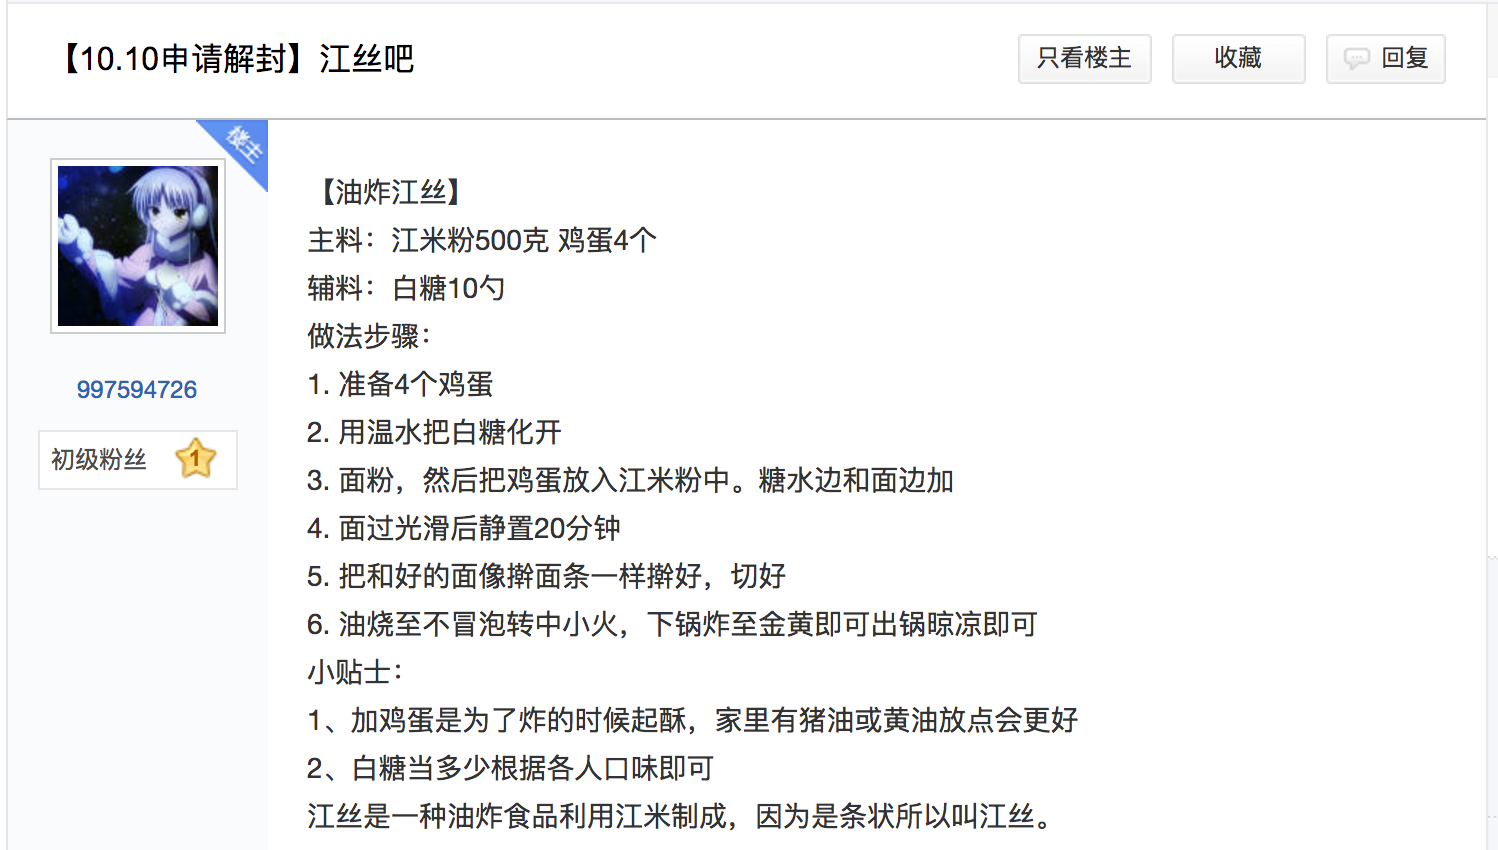 【10.10申请解封】江丝吧
只看楼主
收藏
回复
楼主
997594726
初级粉丝 1
【油炸江丝】
主料：江米粉500克 鸡蛋4个
辅料：白糖10勺
做法步骤：
1. 准备4个鸡蛋
2. 用温水把白糖化开
3. 面粉，然后把鸡蛋放入江米粉中。糖水边和面边加
4. 面过光滑后静置20分钟
5. 把和好的面像擀面条一样擀好，切好
6. 油烧至不冒泡转中小火，下锅炸至金黄即可出锅晾凉即可
小贴士：
1、加鸡蛋是为了炸的时候起酥，家里有猪油或黄油放点会更好
2、白糖当多少根据各人口味即可
江丝是一种油炸食品利用江米制成，因为是条状所以叫江丝。